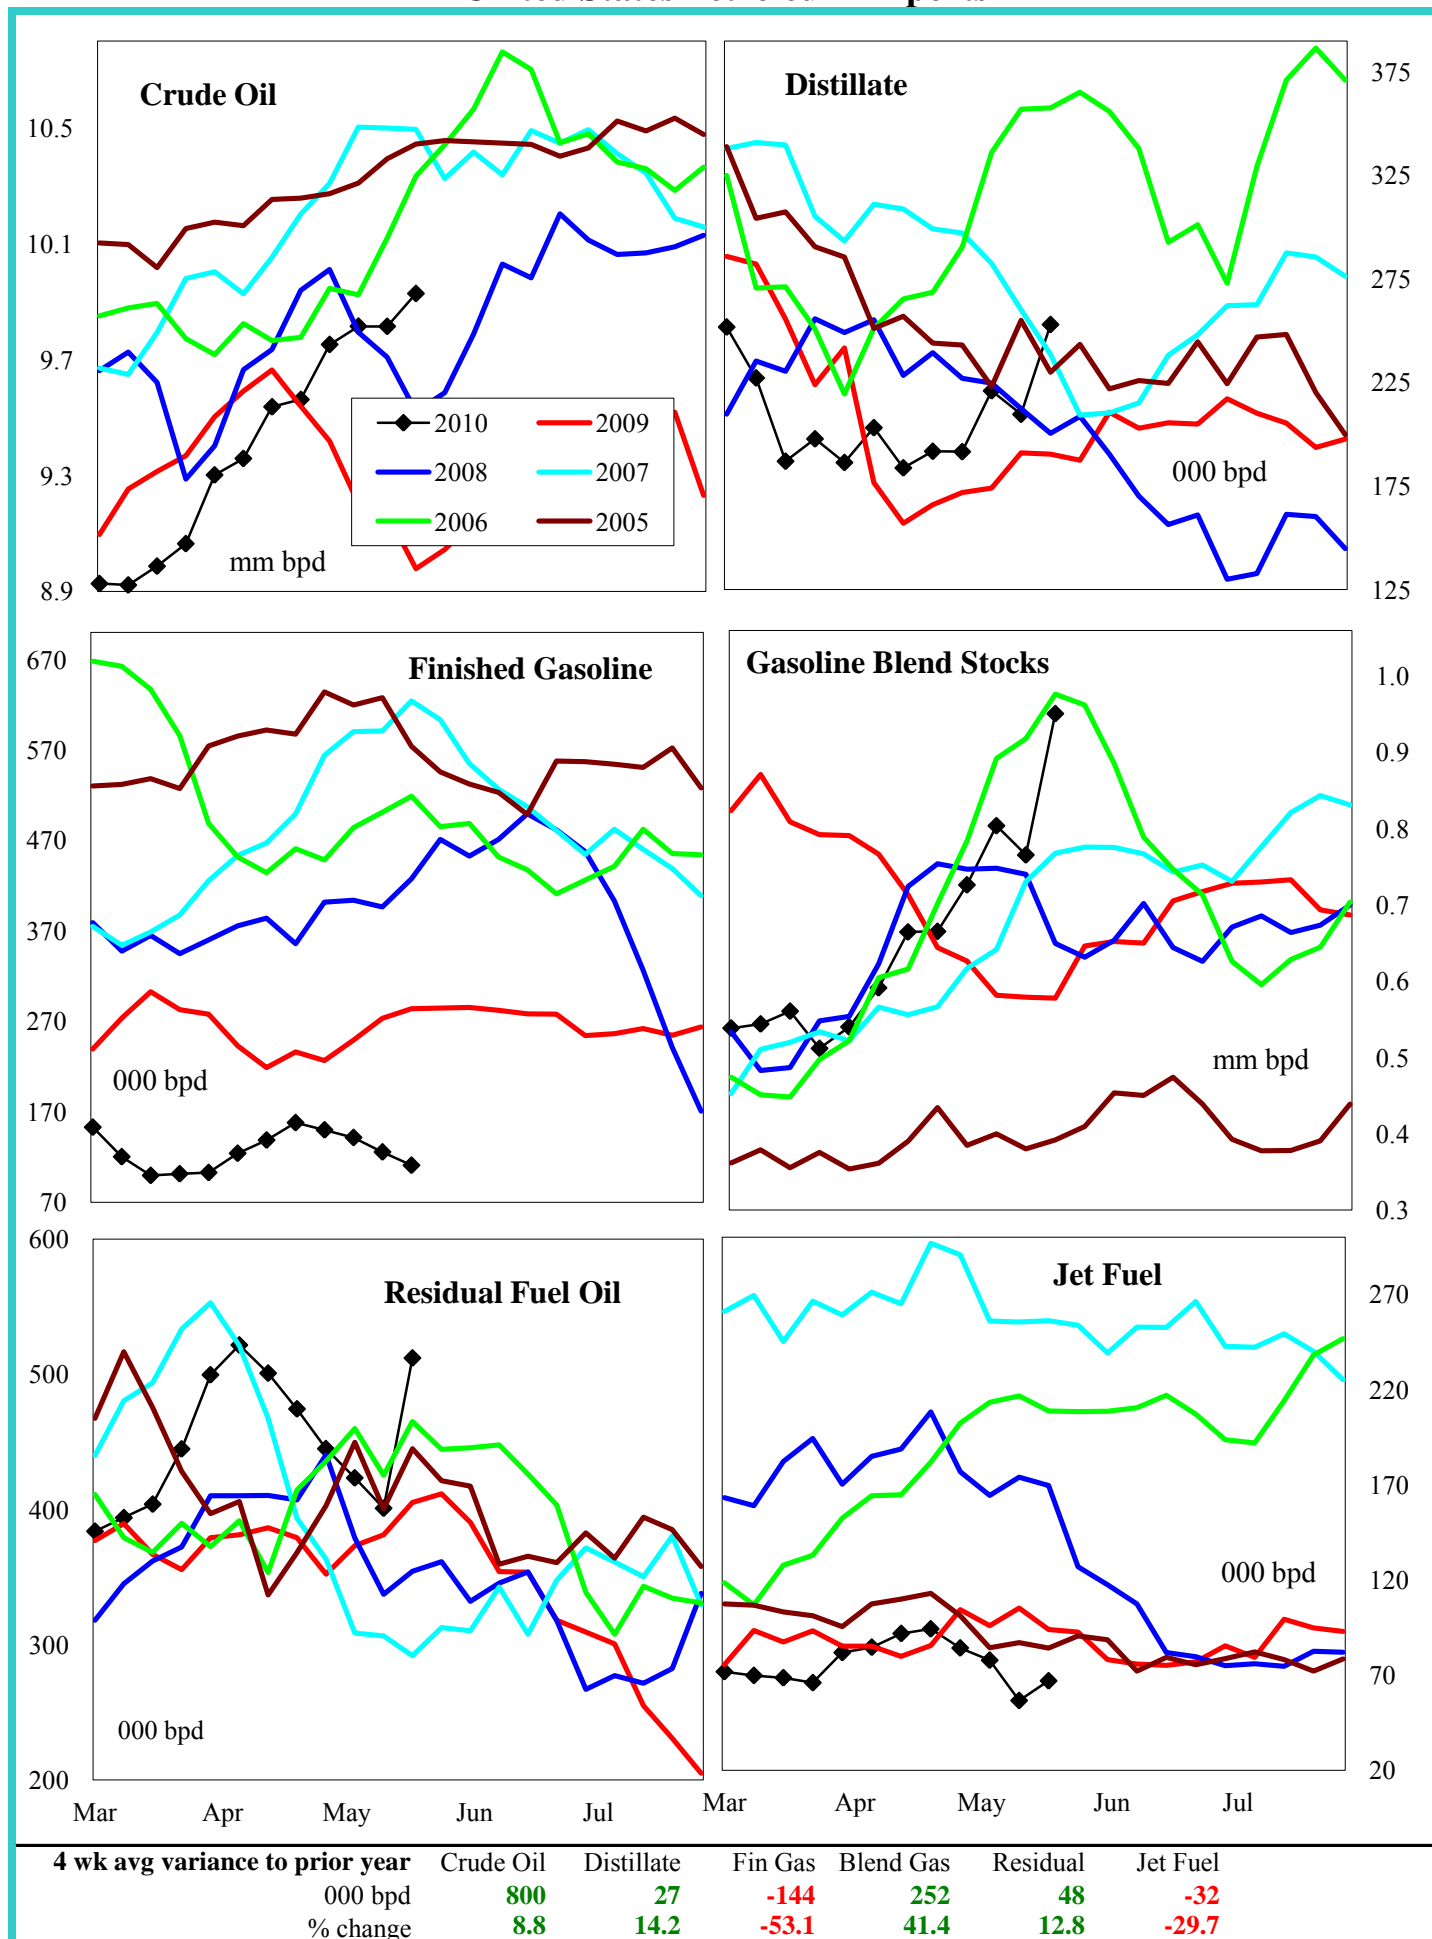 Crude Oil
10.5
10.1
9.7
9.3
8.9
2010 2009
2008 2007
2006 2005
mm bpd
Distillate
375
325
275
225
175
125
000 bpd
Finished Gasoline
670
570
470
370
270
170
70
000 bpd
Gasoline Blend Stocks
1.0
0.9
0.8
0.7
0.6
0.5
0.4
0.3
mm bpd
Residual Fuel Oil
600
500
400
300
200
000 bpd
Mar Apr May Jun Jul
Jet Fuel
270
220
170
120
70
20
000 bpd
Mar Apr May Jun Jul
4 wk avg variance to prior year Crude Oil Distillate Fin Gas Blend Gas Residual Jet Fuel
000 bpd 800 27 -144 252 48 -32
% change 8.8 14.2 -53.1 41.4 12.8 -29.7